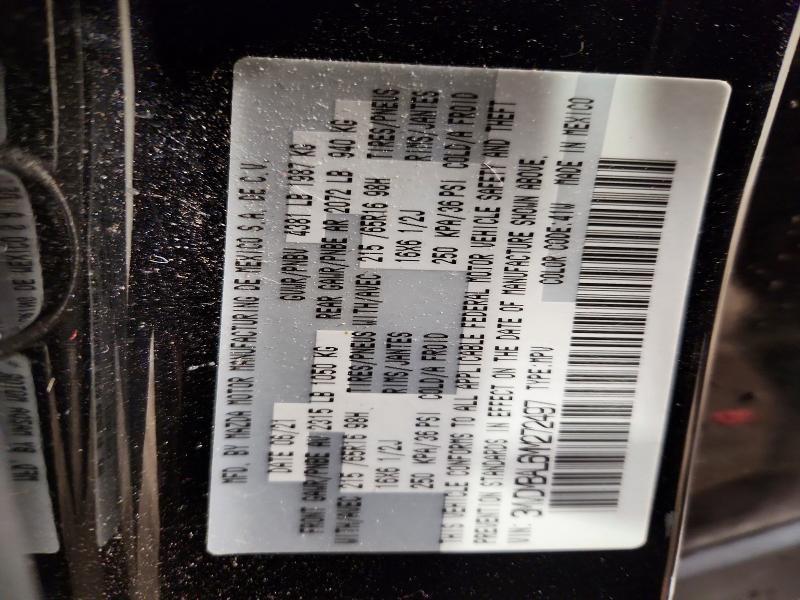 MFD. BY MAZDA MOTOR MANUFACTURING DE MEXICO S.A. DE C.V.
DATE GVWR/PNBV 4381 LB 1987 KG
FRONT GAWR/PNBE AV 2315 LB 1050 KG REAR GAWR/PNBE AR 2072 LB 940 KG
WITH/AVEC 215 /65R16 98H TIRES/PNEUS WITH/AVEC 215 /65R16 98H TIRES/PNEUS
16X6 1/2J RIMS/JANTES 16X6 1/2J RIMS/JANTES
250 KPA/36 PSI COLD/A FROID 250 KPA/36 PSI COLD/A FROID
THIS VEHICLE CONFORMS TO ALL APPLICABLE FEDERAL MOTOR VEHICLE SAFETY AND THEFT
PREVENTION STANDARDS IN EFFECT ON THE DATE OF MANUFACTURE SHOWN ABOVE.
VIN: TYPE:MPV COLOR CODE:41W MADE IN MEXICO